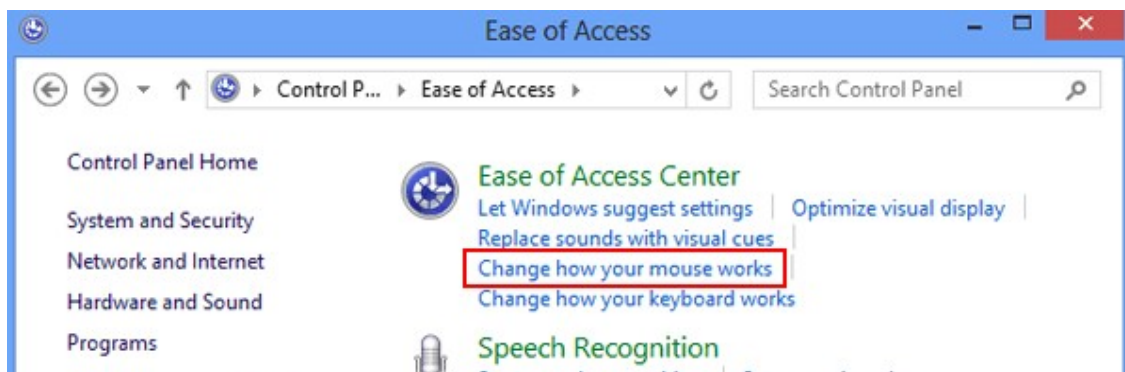 Ease of Access
Control P... Ease of Access
Search Control Panel
Control Panel Home
System and Security
Network and Internet
Hardware and Sound
Programs
Ease of Access Center
Let Windows suggest settings Optimize visual display
Replace sounds with visual cues
Change how your mouse works
Change how your keyboard works
Speech Recognition